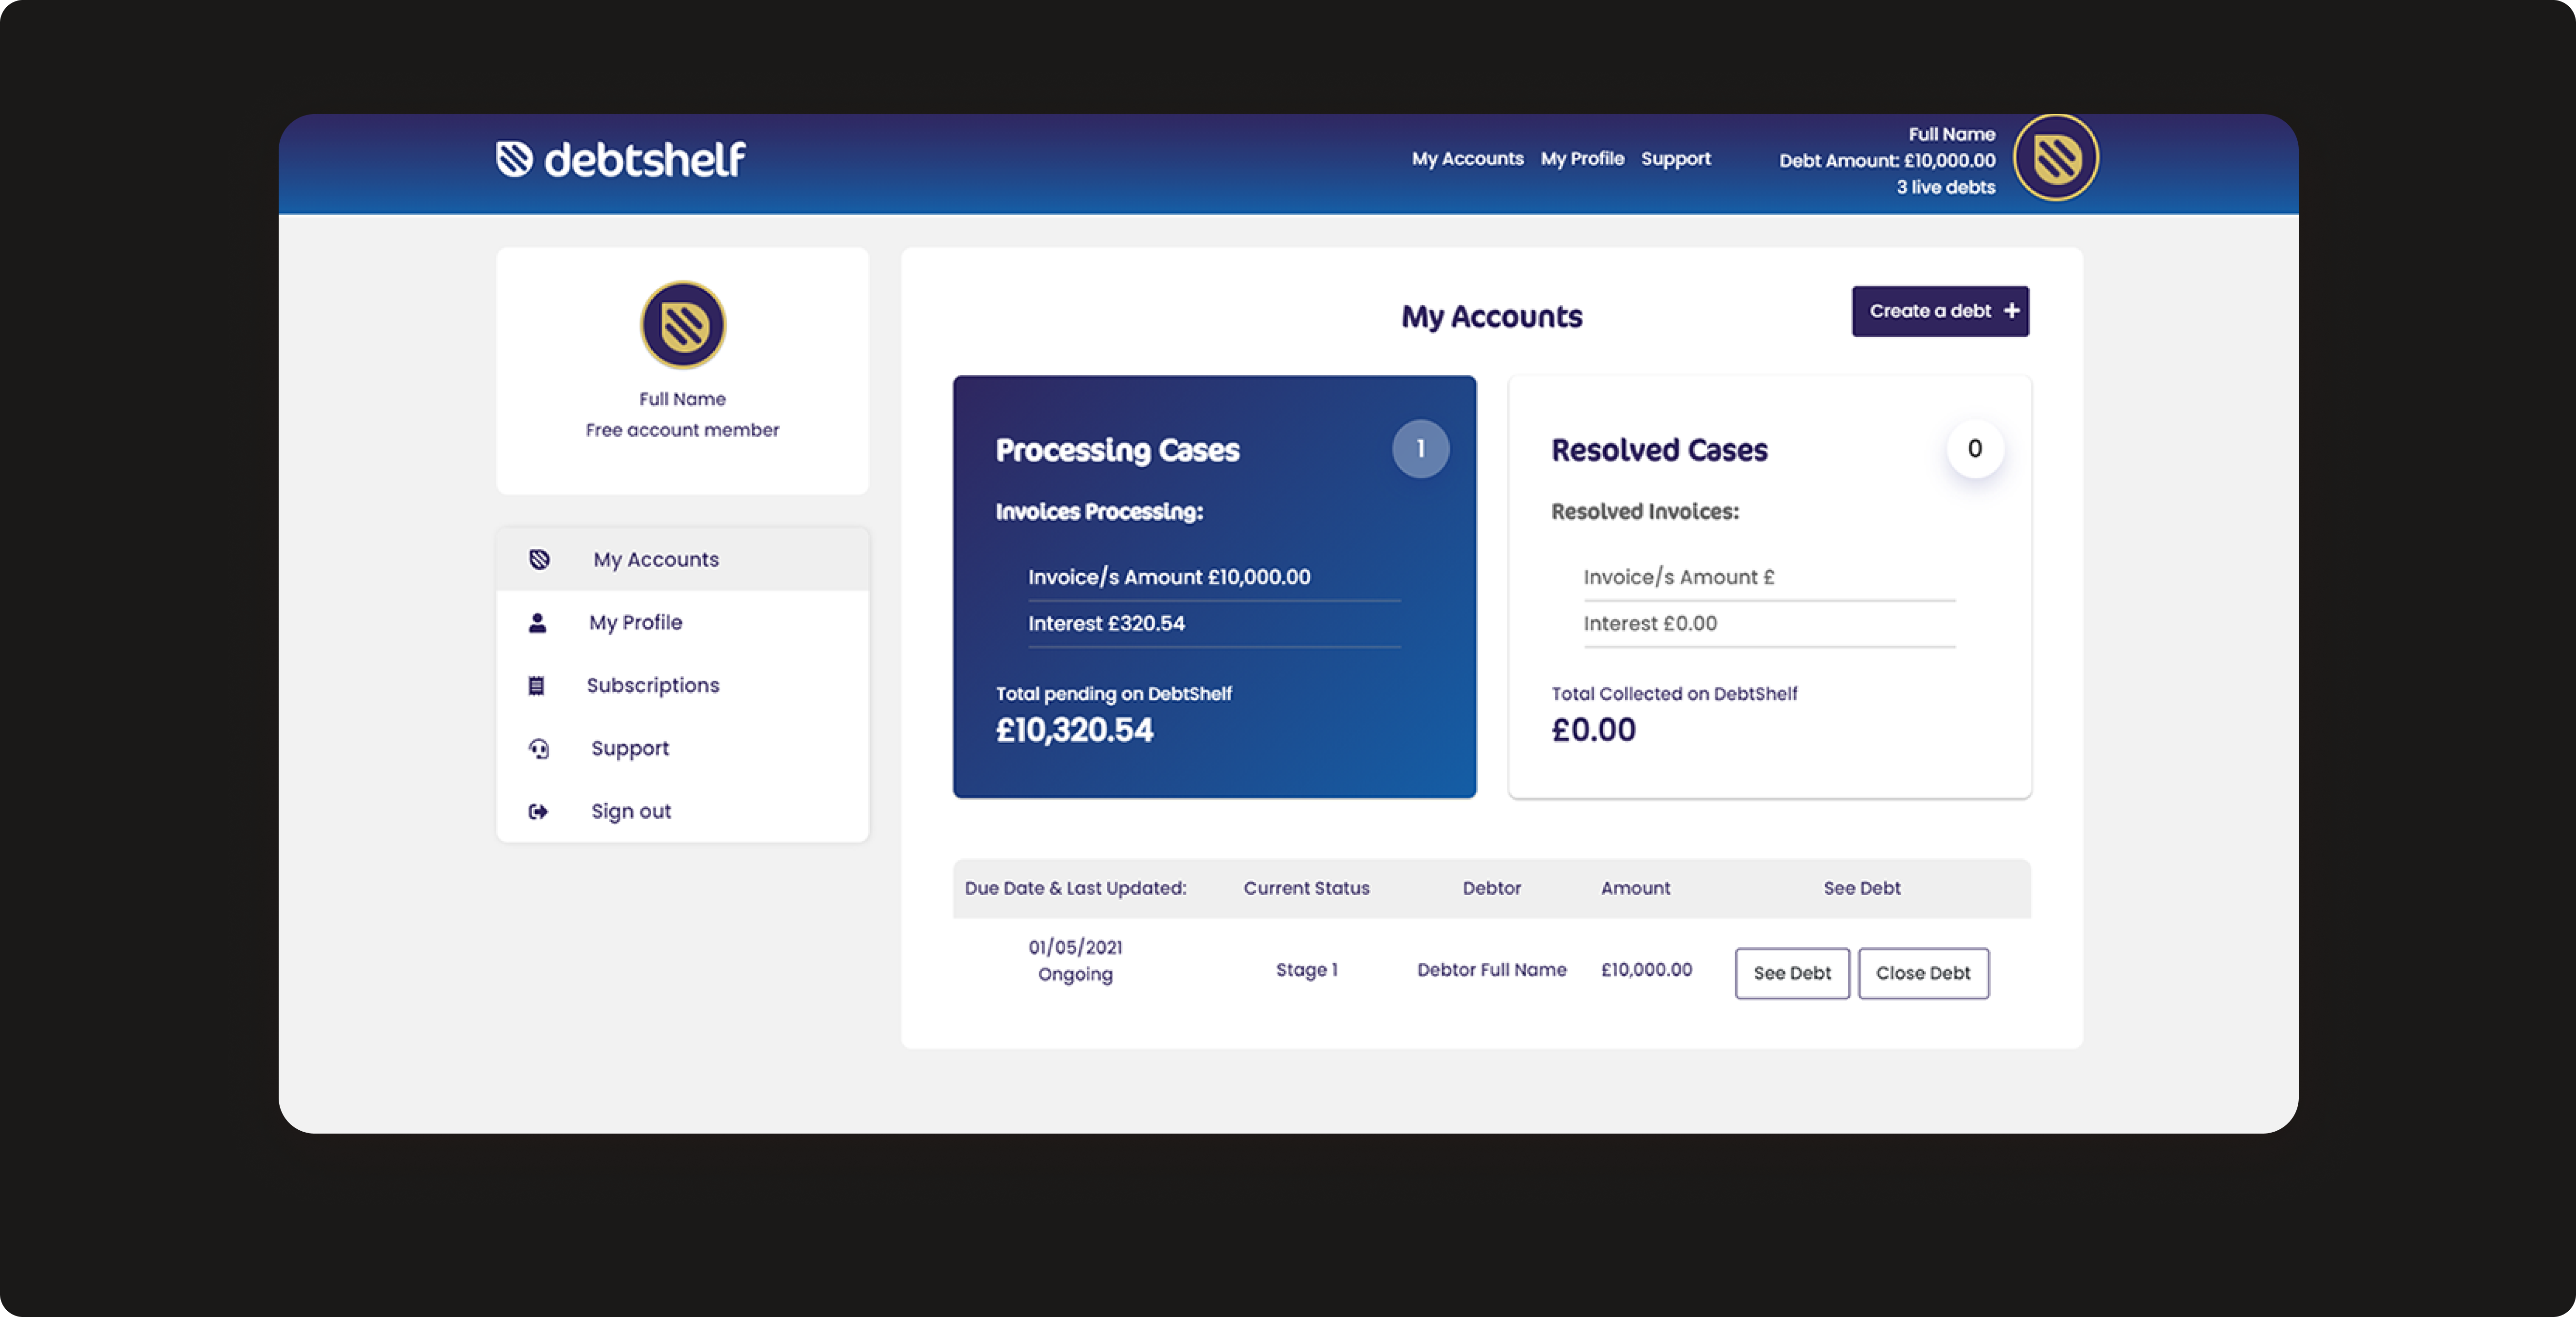 debtshelf
My Accounts My Profile Support
Full Name
Debt Amount: £10,000.00
3 live debts
Full Name
Free account member
My Accounts
My Profile
Subscriptions
Support
Sign out
My Accounts
Create a debt +
Processing Cases 1
Invoices Processing:
Invoice/s Amount £10,000.00
Interest £320.54
Total pending on DebtShelf
£10,320.54
Resolved Cases 0
Resolved Invoices:
Invoice/s Amount £
Interest £0.00
Total Collected on DebtShelf
£0.00
Due Date & Last Updated: Current Status Debtor Amount See Debt
01/05/2021
Ongoing
Stage 1 Debtor Full Name £10,000.00 See Debt Close Debt